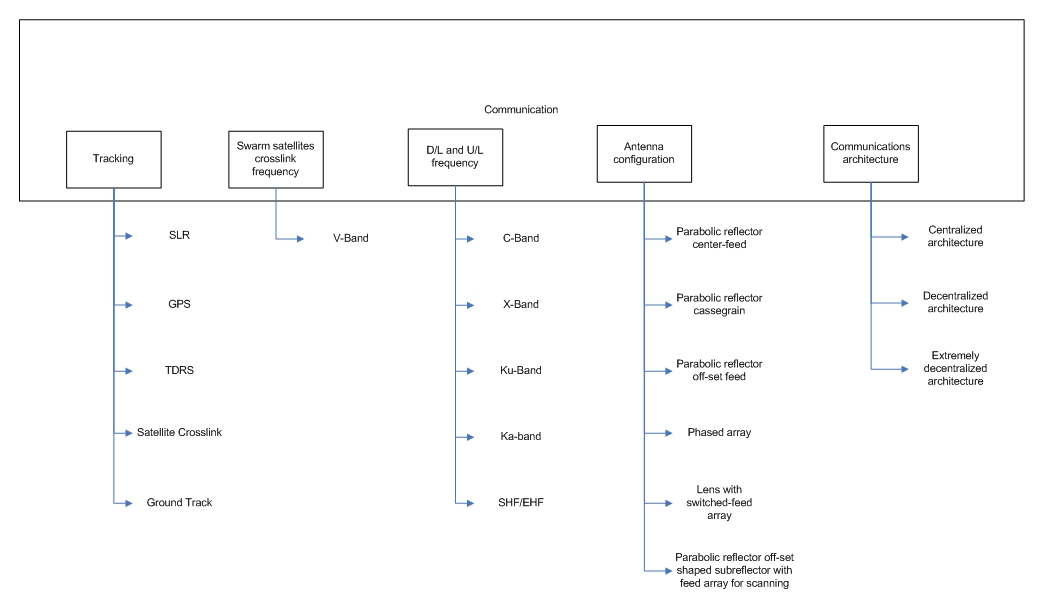 Communication
Tracking
Swarm satellites
crosslink
frequency
D/L and U/L
frequency
Antenna
configuration
Communications
architecture
SLR
GPS
TDRS
Satellite Crosslink
Ground Track
V-Band
C-Band
X-Band
Ku-Band
Ka-band
SHF/EHF
Parabolic reflector
center-feed
Parabolic reflector
cassegrain
Parabolic reflector
off-set feed
Phased array
Lens with
switched-feed
array
Parabolic reflector off-set
shaped subreflector with
feed array for scanning
Centralized
architecture
Decentralized
architecture
Extremely
decentralized
architecture